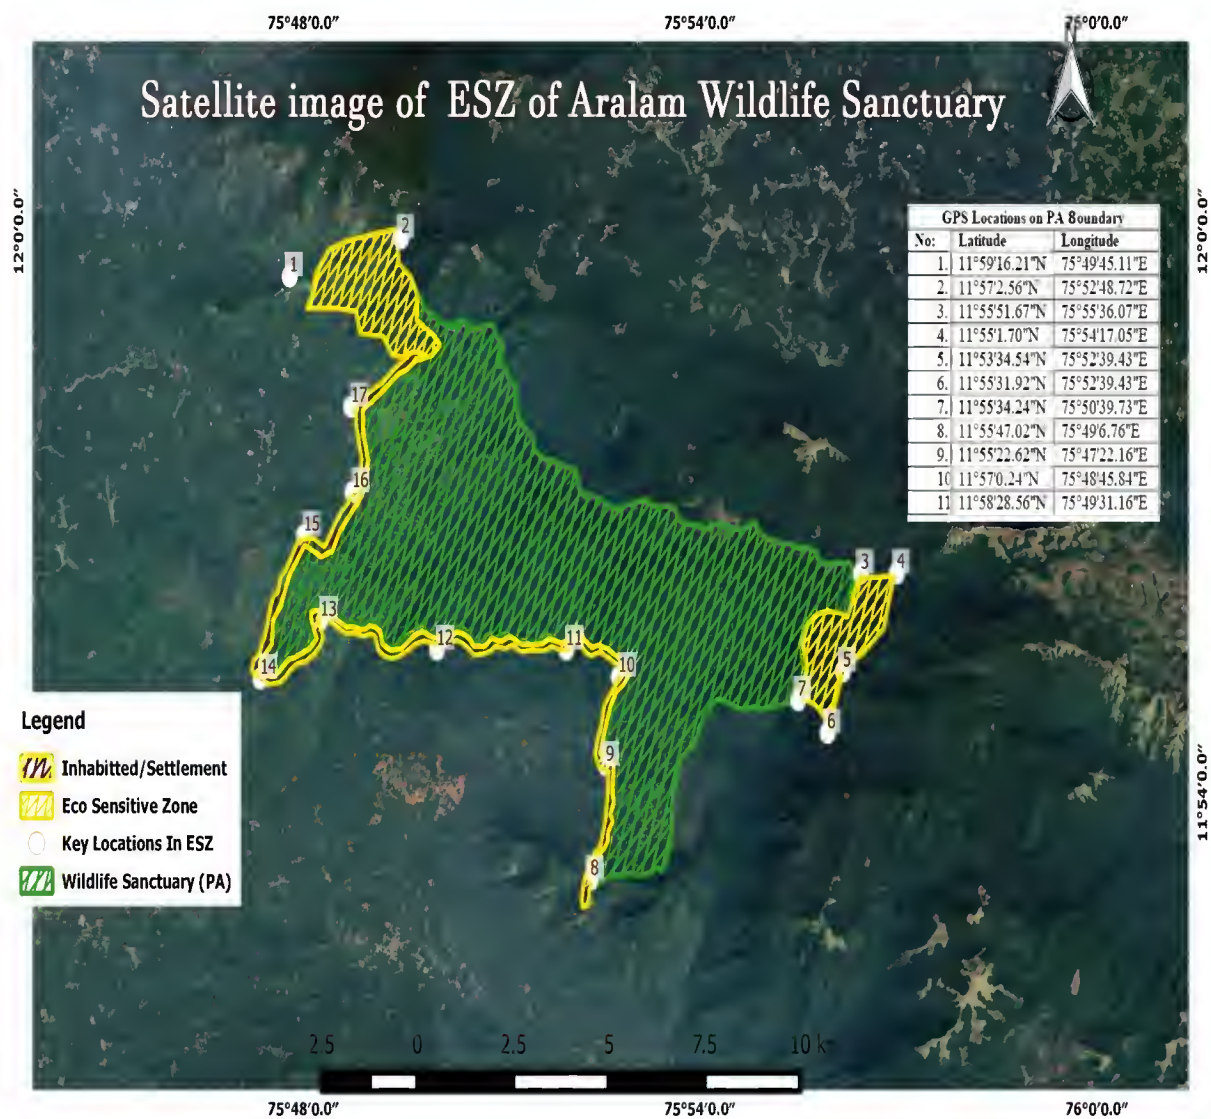 75°48'0.0" 75°54'0.0" 76°0'0.0"
N
Satellite image of ESZ of Aralam Wildlife Sanctuary
12°0'0.0" 12°0'0.0"
GPS Locations on PA Boundary
No: Latitude Longitude
1. 11°59'16.21"N 75°49'45.11"E
2. 11°57'2.56"N 75°52'48.72"E
3. 11°55'51.67"N 75°55'36.07"E
4. 11°55'1.70"N 75°54'17.05"E
5. 11°53'34.54"N 75°52'39.43"E
6. 11°55'31.92"N 75°52'39.43"E
7. 11°55'34.24"N 75°50'39.73"E
8. 11°55'47.02"N 75°49'6.76"E
9. 11°55'22.62"N 75°47'22.16"E
10 11°57'0.24"N 75°48'45.84"E
11 11°58'28.56"N 75°49'31.16"E
2
1
17
16
15
3 4
13
12 11
14 10 5
7
6
9
8
Legend
Inhabitted/Settlement
Eco Sensitive Zone
Key Locations In ESZ
Wildlife Sanctuary (PA)
11°54'0.0"
2.5 0 2.5 5 7.5 10 k
75°48'0.0" 75°54'0.0" 76°0'0.0"